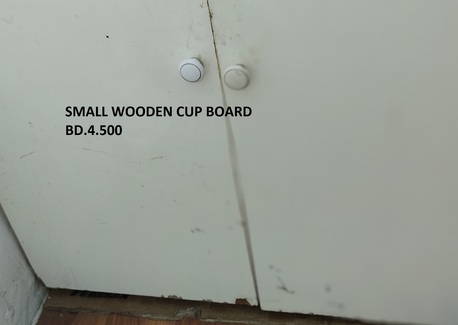 SMALL WOODEN CUP BOARD
BD.4.500